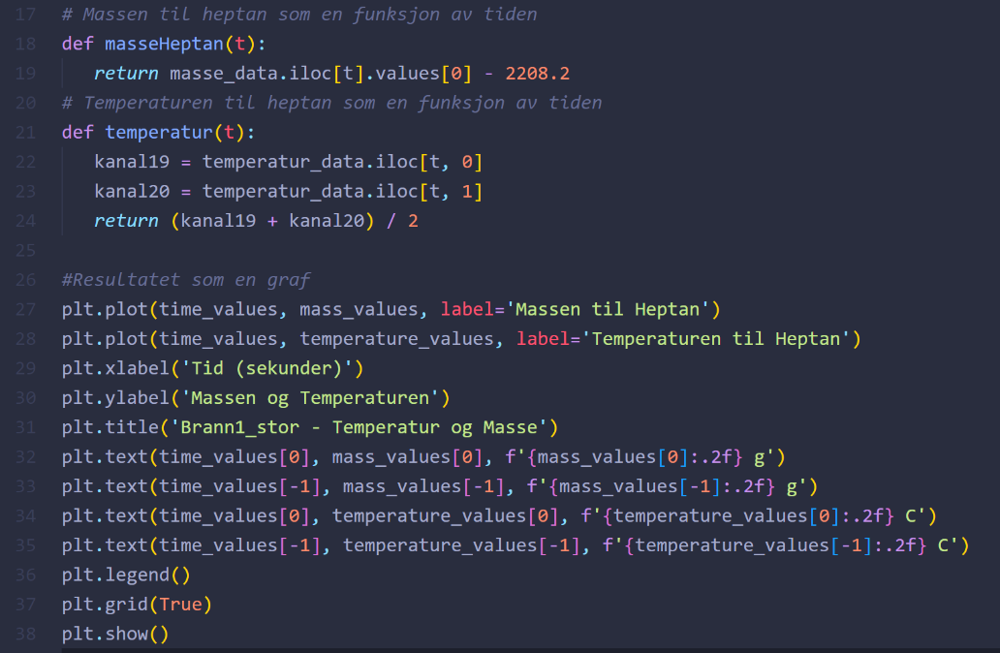 17 # Massen til heptan som en funksjon av tiden
18 def masseHeptan(t):
19 return masse_data.iloc[t].values[0] - 2208.2
20 # Temperaturen til heptan som en funksjon av tiden
21 def temperatur(t):
22 kanal19 = temperatur_data.iloc[t, 0]
23 kanal20 = temperatur_data.iloc[t, 1]
24 return (kanal19 + kanal20) / 2
25
26 #Resultatet som en graf
27 plt.plot(time_values, mass_values, label='Massen til Heptan')
28 plt.plot(time_values, temperature_values, label='Temperaturen til Heptan')
29 plt.xlabel('Tid (sekunder)')
30 plt.ylabel('Massen og Temperaturen')
31 plt.title('Brann1_stor - Temperatur og Masse')
32 plt.text(time_values[0], mass_values[0], f'{mass_values[0]:.2f} g')
33 plt.text(time_values[-1], mass_values[-1], f'{mass_values[-1]:.2f} g')
34 plt.text(time_values[0], temperature_values[0], f'{temperature_values[0]:.2f} C')
35 plt.text(time_values[-1], temperature_values[-1], f'{temperature_values[-1]:.2f} C')
36 plt.legend()
37 plt.grid(True)
38 plt.show()